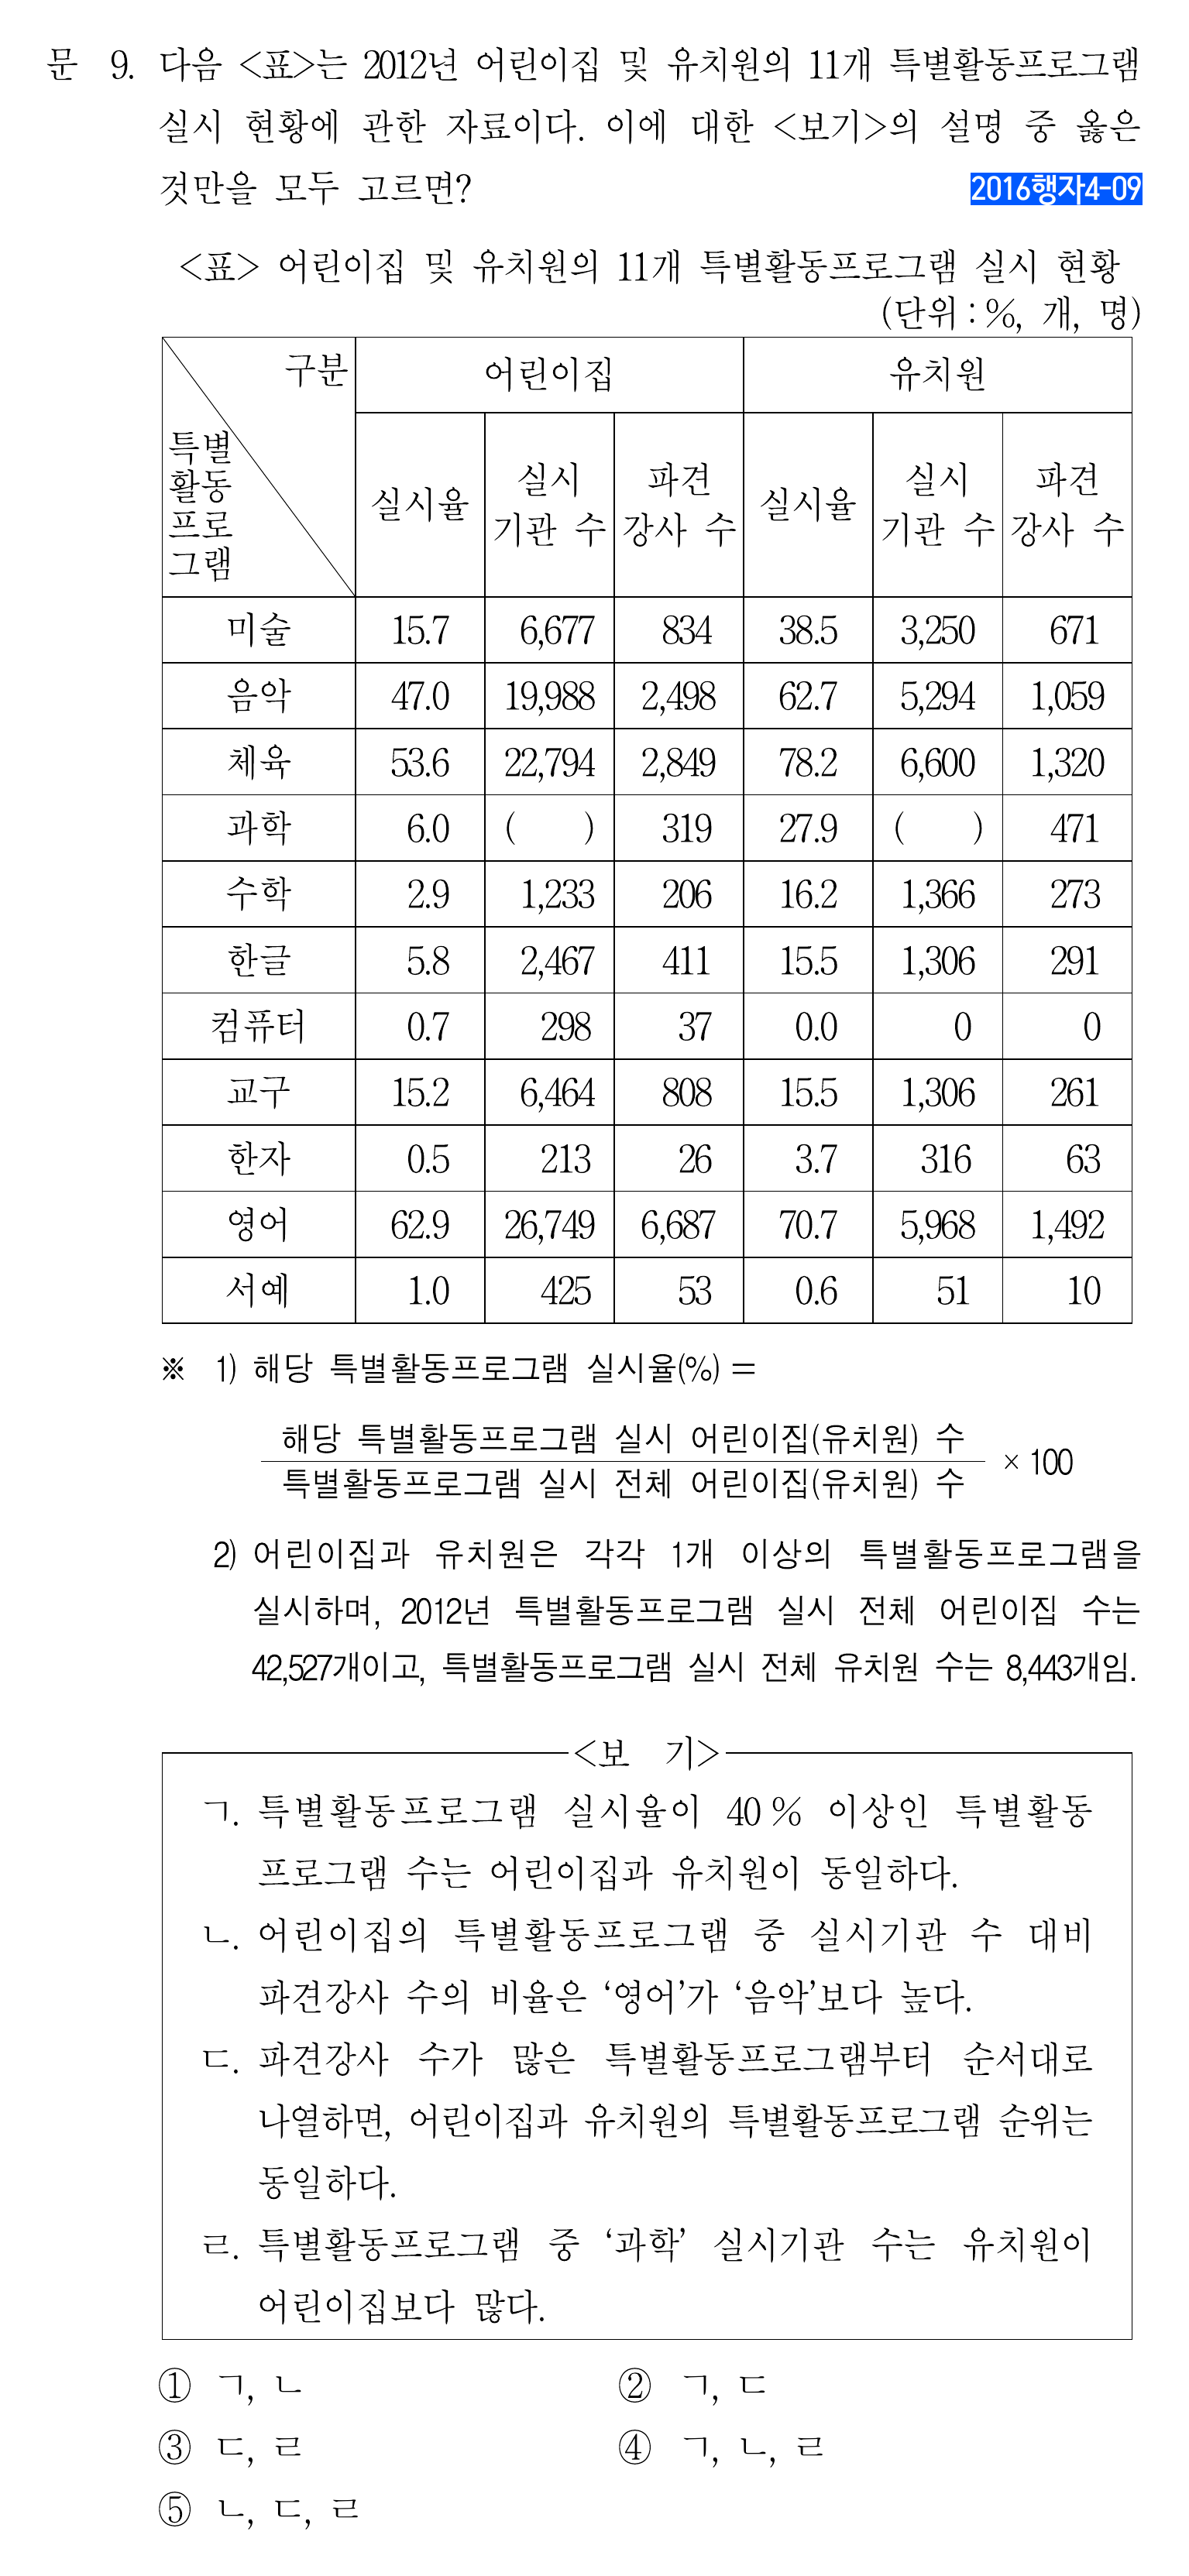 문 9. 다음 <표>는 2012년 어린이집 및 유치원의 11개 특별활동프로그램
실시 현황에 관한 자료이다. 이에 대한 <보기>의 설명 중 옳은
것만을 모두 고르면? 2016행자4-09
<표> 어린이집 및 유치원의 11개 특별활동프로그램 실시 현황
(단위 : %, 개, 명)
구분 어린이집 유치원
특별
활동
프로
그램
실시율 실시 기관 수 파견 강사 수 실시율 실시 기관 수 파견 강사 수
미술 15.7 6,677 834 38.5 3,250 671
음악 47.0 19,988 2,498 62.7 5,294 1,059
체육 53.6 22,794 2,849 78.2 6,600 1,320
과학 6.0 ( ) 319 27.9 ( ) 471
수학 2.9 1,233 206 16.2 1,366 273
한글 5.8 2,467 411 15.5 1,306 291
컴퓨터 0.7 298 37 0.0 0 0
교구 15.2 6,464 808 15.5 1,306 261
한자 0.5 213 26 3.7 316 63
영어 62.9 26,749 6,687 70.7 5,968 1,492
서예 1.0 425 53 0.6 51 10
※ 1) 해당 특별활동프로그램 실시율(%) =
해당 특별활동프로그램 실시 어린이집(유치원) 수
특별활동프로그램 실시 전체 어린이집(유치원) 수 × 100
2) 어린이집과 유치원은 각각 1개 이상의 특별활동프로그램을
실시하며, 2012년 특별활동프로그램 실시 전체 어린이집 수는
42,527개이고, 특별활동프로그램 실시 전체 유치원 수는 8,443개임.
<보 기>
ㄱ. 특별활동프로그램 실시율이 40 % 이상인 특별활동
프로그램 수는 어린이집과 유치원이 동일하다.
ㄴ. 어린이집의 특별활동프로그램 중 실시기관 수 대비
파견강사 수의 비율은 ‘영어’가 ‘음악’보다 높다.
ㄷ. 파견강사 수가 많은 특별활동프로그램부터 순서대로
나열하면, 어린이집과 유치원의 특별활동프로그램 순위는
동일하다.
ㄹ. 특별활동프로그램 중 ‘과학’ 실시기관 수는 유치원이
어린이집보다 많다.
① ㄱ, ㄴ ② ㄱ, ㄷ
③ ㄷ, ㄹ ④ ㄱ, ㄴ, ㄹ
⑤ ㄴ, ㄷ, ㄹ